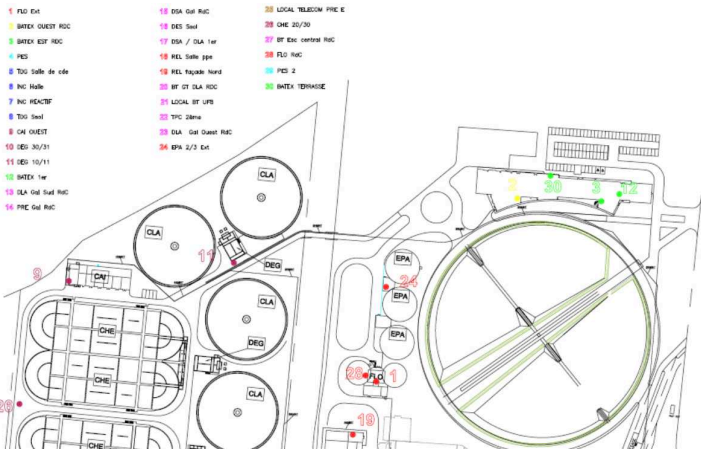 1 FLO Ext
2 BATEX OUEST RDC
3 BATEX EST RDC
4 PES
5 TDG Salle de cde
6 INC Halle
7 INC RÉACTIF
8 TDG Ssol
9 CAI OUEST
10 DEG 30/31
11 DEG 10/11
12 BATEX 1er
13 DLA Gal Sud RdC
14 PRE Gal RdC
15 DSA Gal RdC
16 DES Ssol
17 DSA / DLA 1er
18 REL Salle ppe
19 REL façade Nord
20 BT GT DLA RDC
21 LOCAL BT UFB
22 TFC 2ème
23 DLA Gal Ouest RdC
24 EPA 2/3 Ext
25 LOCAL TELECOM PRE E
26 CHE 20/30
27 BT Esc central RdC
28 FLO RdC
29 PES 2
30 BATEX TERRASSE
CLA
CLA
2
30
3
12
11
DEG
EPA
9
CAI
24
EPA
CLA
CHE
DEG
EPA
28
FLO
1
CHE
CLA
26
19
CHE